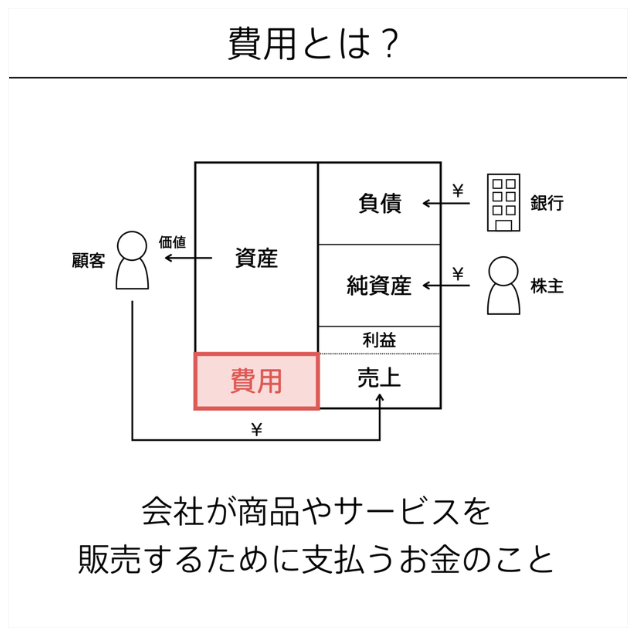 費用とは？
負債
¥
銀行
顧客
価値
資産
純資産
¥
株主
利益
費用
売上
¥
会社が商品やサービスを
販売するために支払うお金のこと